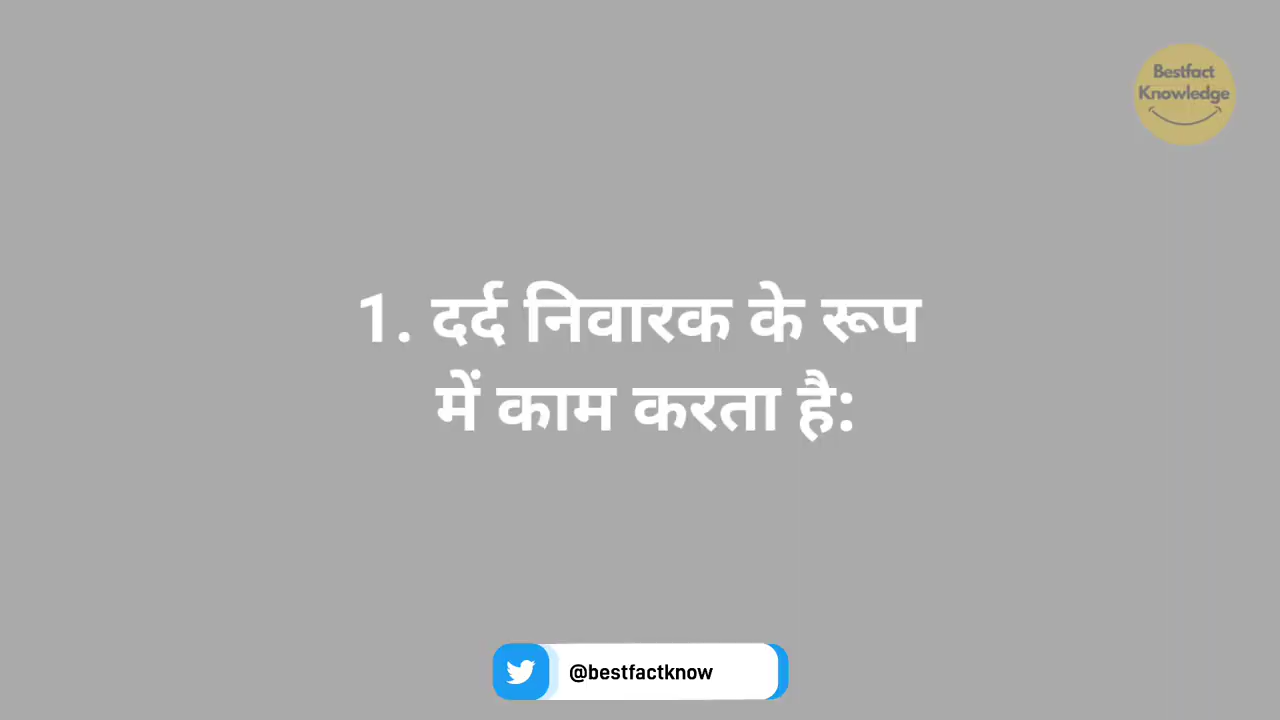 Bestfact
Knowledge
1. दर्द निवारक के रूप
में काम करता है:
@bestfactknow